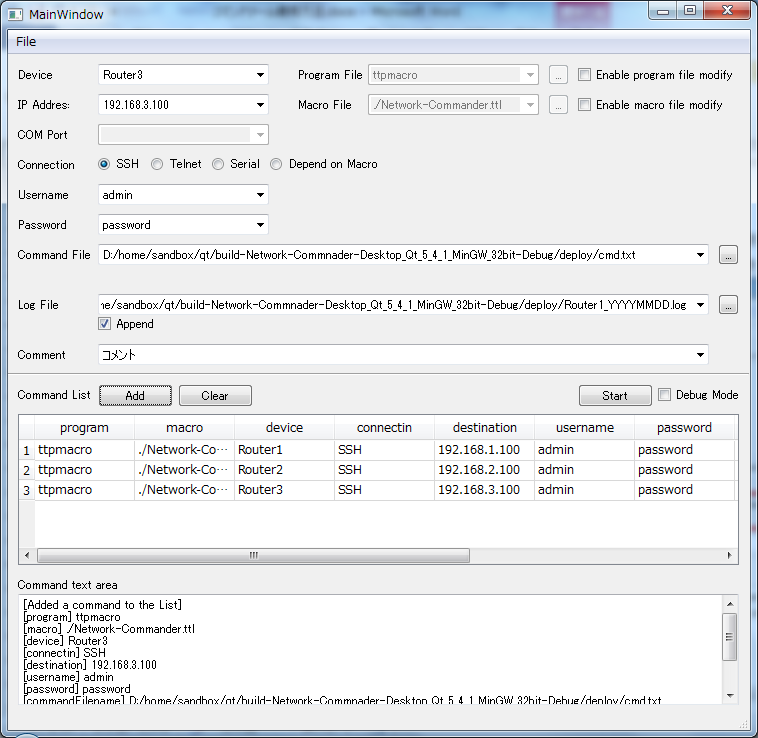 MainWindow
File
Device Router3 Program File ttpmacro ... Enable program file modify
IP Addres: 192.168.3.100 Macro File ./Network-Commander.ttl ... Enable macro file modify
COM Port
Connection SSH Telnet Serial Depend on Macro
Username admin
Password password
Command File D:/home/sandbox/qt/build-Network-Commnader-Desktop_Qt_5_4_1_MinGW_32bit-Debug/deploy/cmd.txt ...
Log File ne/sandbox/qt/build-Network-Commnader-Desktop_Qt_5_4_1_MinGW_32bit-Debug/deploy/Router1_YYYYMMDD.log ...
Append
Comment コメント
Command List Add Clear Start Debug Mode
program macro device connectin destination username password
1 ttpmacro ./Network-Co... Router1 SSH 192.168.1.100 admin password
2 ttpmacro ./Network-Co... Router2 SSH 192.168.2.100 admin password
3 ttpmacro ./Network-Co... Router3 SSH 192.168.3.100 admin password
Command text area
[Added a command to the List]
[program] ttpmacro
[macro] ./Network-Commander.ttl
[device] Router3
[connectin] SSH
[destination] 192.168.3.100
[username] admin
[password] password
[commandFilename] D:/home/sandbox/qt/build-Network-Commnader-Desktop_Qt_5_4_1_MinGW_32bit-Debug/deploy/cmd.txt